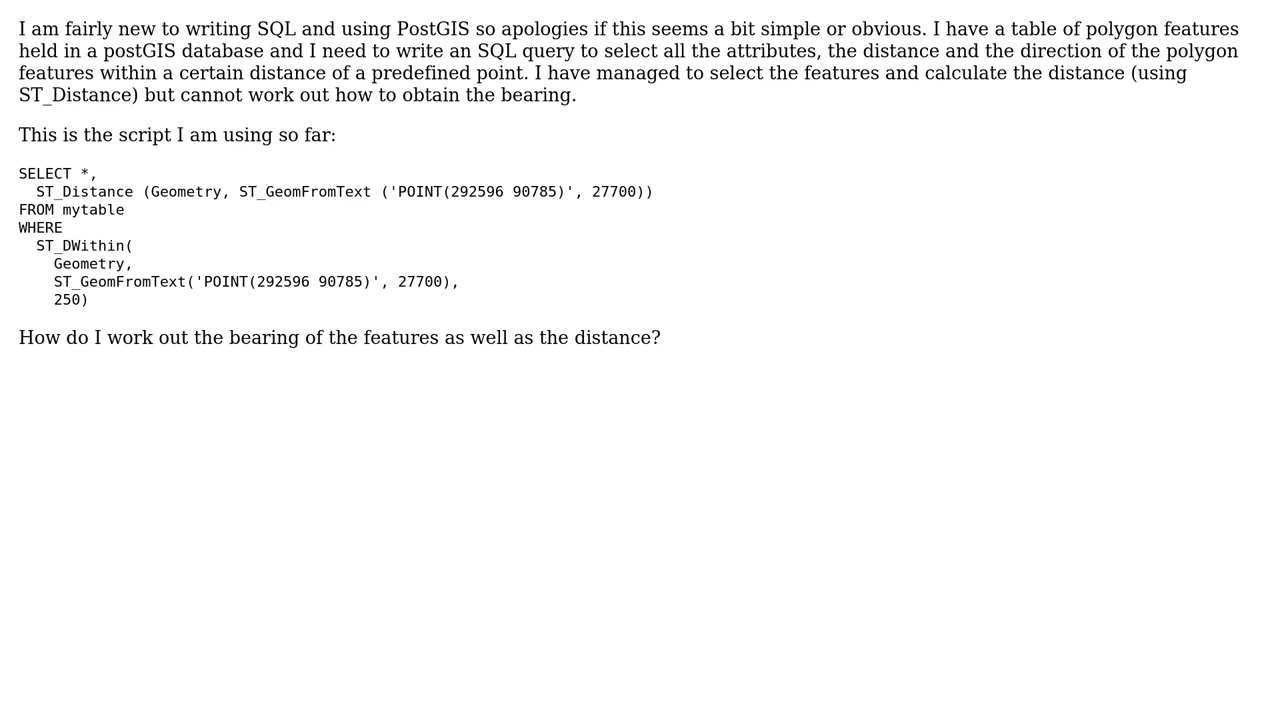 I am fairly new to writing SQL and using PostGIS so apologies if this seems a bit simple or obvious. I have a table of polygon features
held in a postGIS database and I need to write an SQL query to select all the attributes, the distance and the direction of the polygon
features within a certain distance of a predefined point. I have managed to select the features and calculate the distance (using
ST_Distance) but cannot work out how to obtain the bearing.
This is the script I am using so far:
SELECT *,
  ST_Distance (Geometry, ST_GeomFromText ('POINT(292596 90785)', 27700))
FROM mytable
WHERE
  ST_DWithin(
    Geometry,
    ST_GeomFromText('POINT(292596 90785)', 27700),
    250)
How do I work out the bearing of the features as well as the distance?